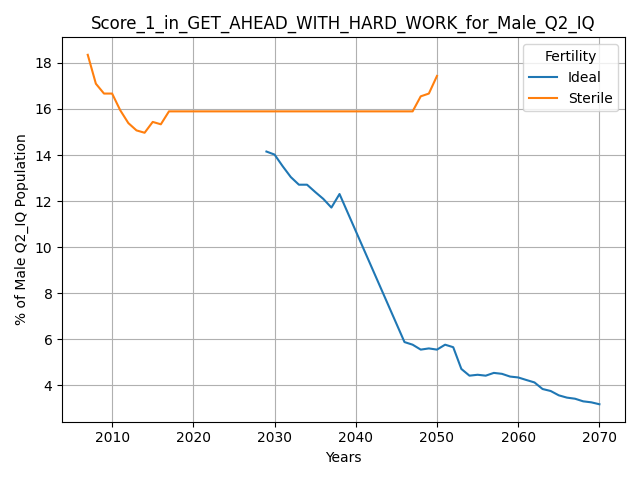 Score_1_in_GET_AHEAD_WITH_HARD_WORK_for_Male_Q2_IQ
Fertility
Ideal
Sterile
% of Male Q2_IQ Population
18
16
14
12
10
8
6
4
2010 2020 2030 2040 2050 2060 2070
Years